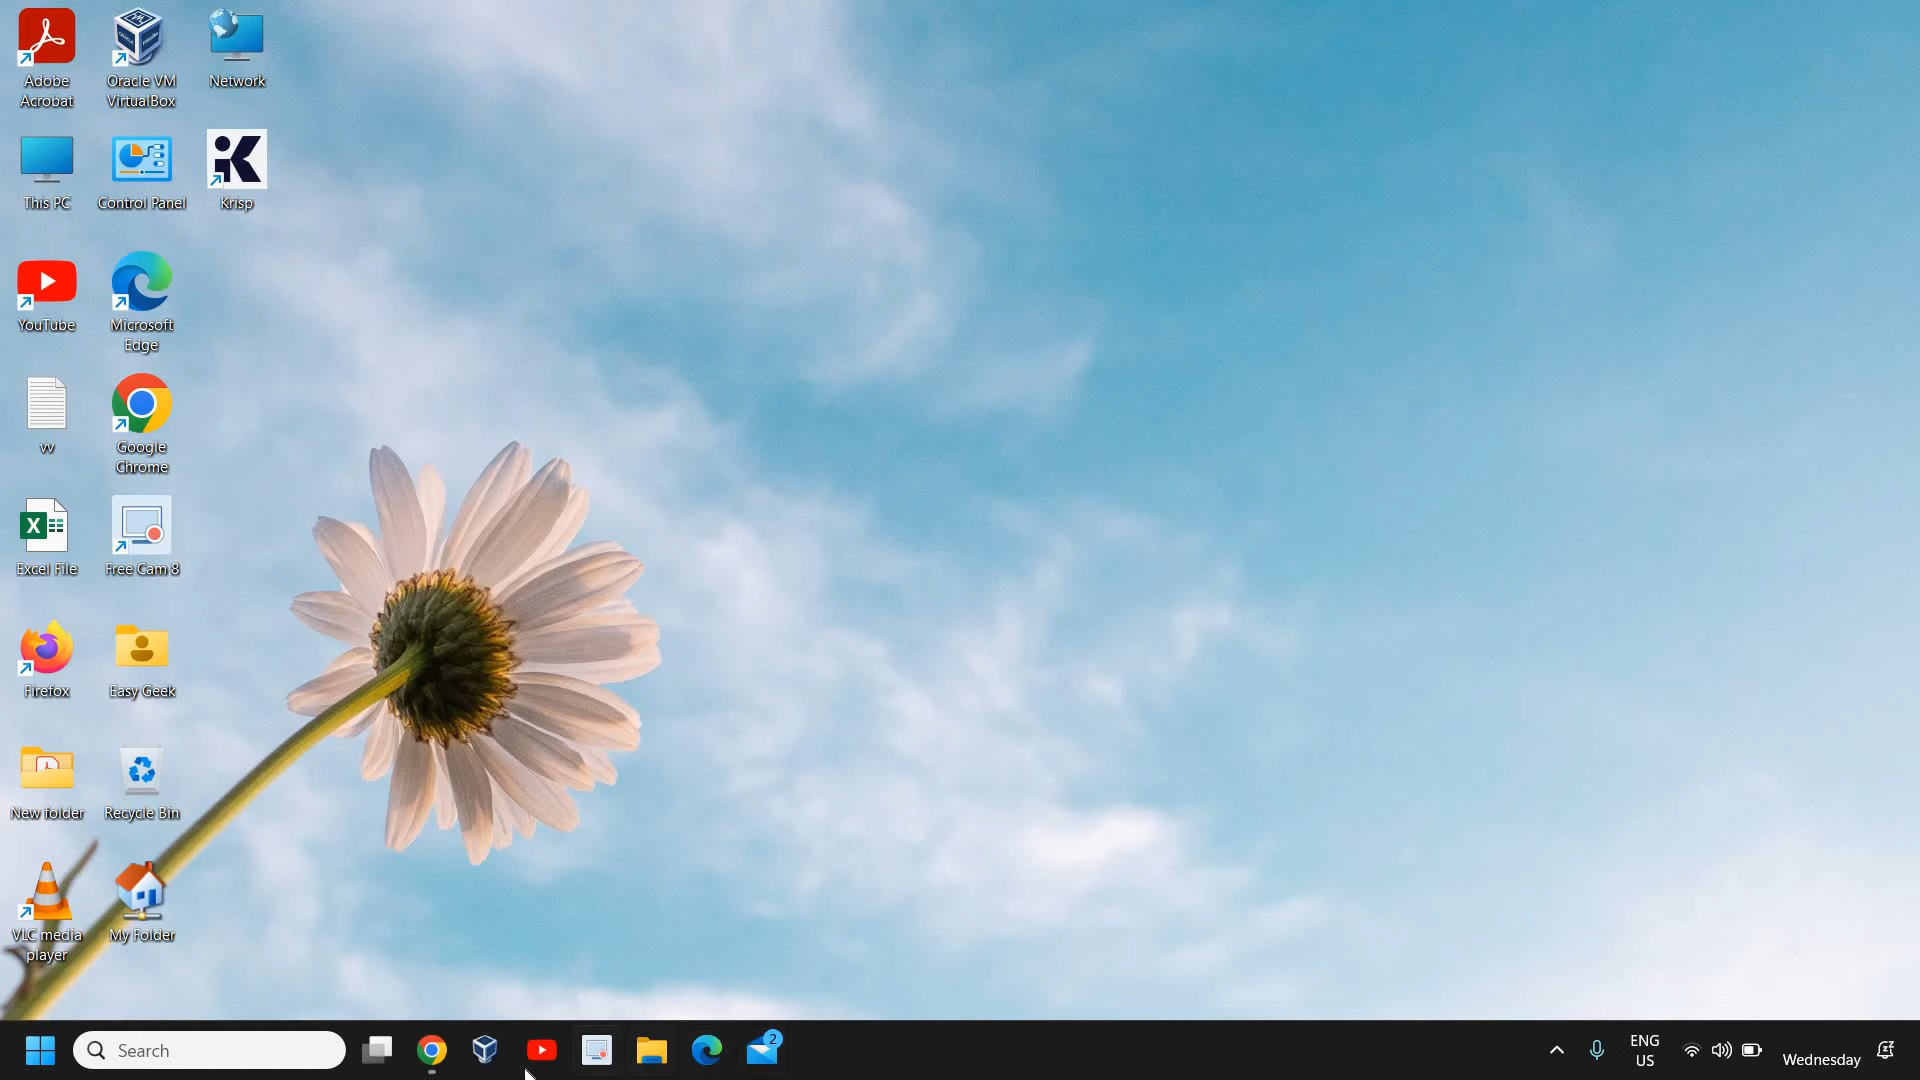 Adobe
Acrobat
Oracle VM
VirtualBox
Network
This PC
Control Panel
Krisp
YouTube
Microsoft
Edge
vv
Google
Chrome
Excel File
Free Cam 8
Firefox
Easy Geek
New folder
Recycle Bin
VLC media
player
My Folder
Search
2
ENG
US
Wednesday